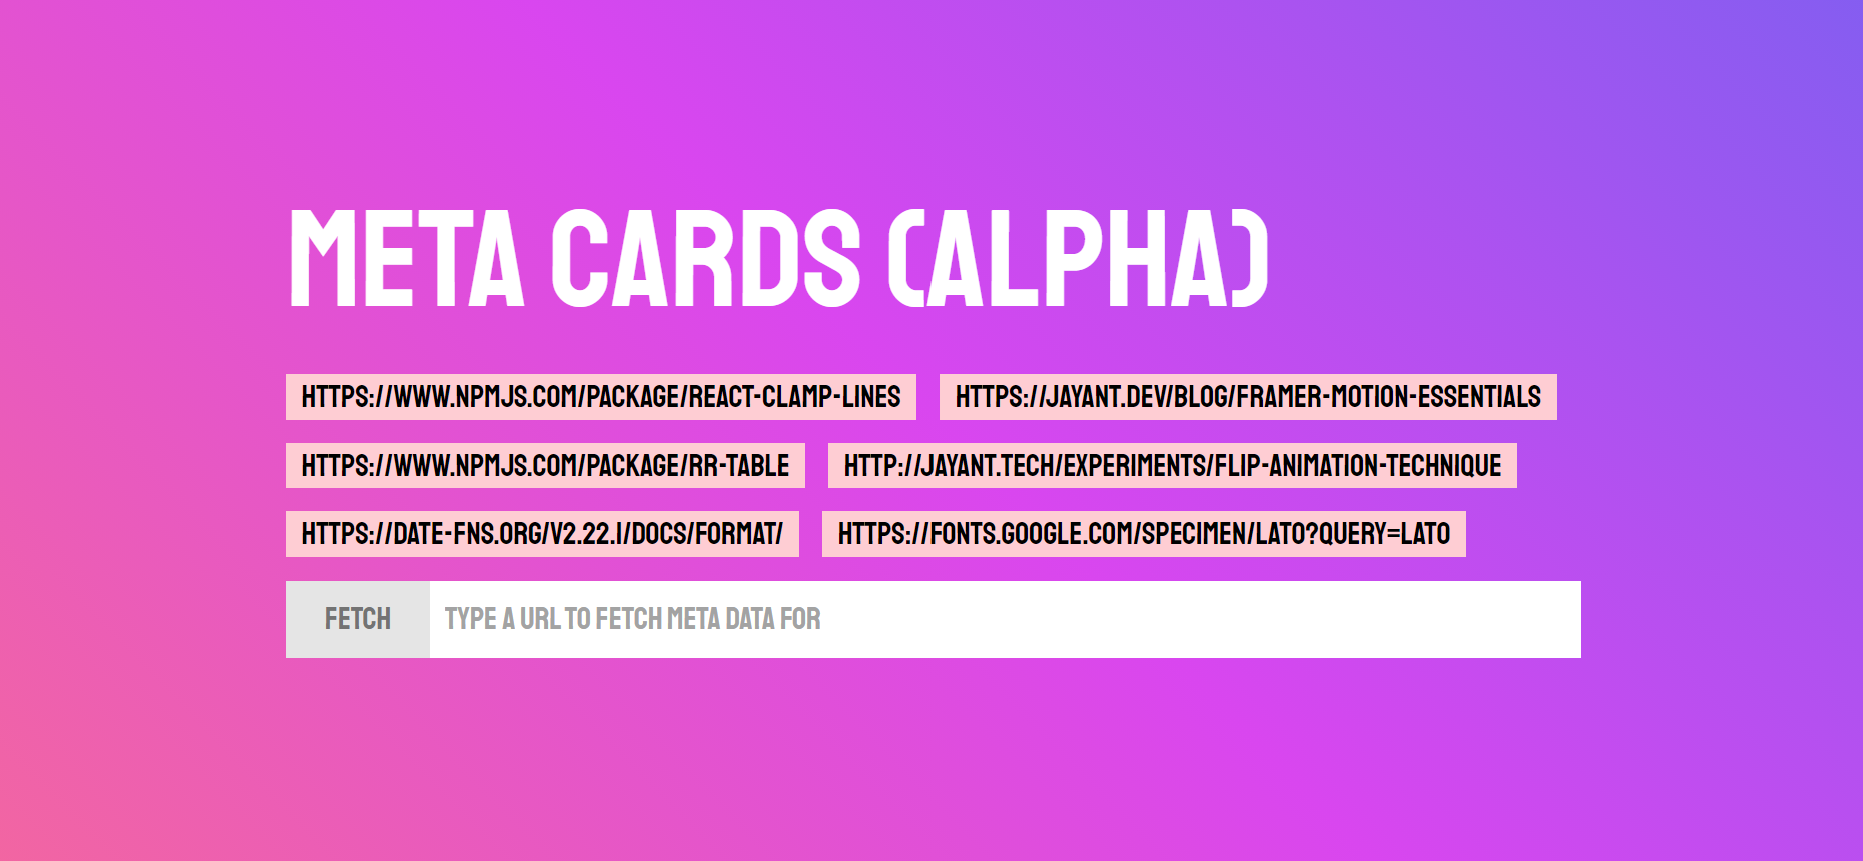 META CARDS (ALPHA)
HTTPS://WWW.NPMJS.COM/PACKAGE/REACT-CLAMP-LINES HTTPS://JAYANT.DEV/BLOG/FRAMER-MOTION-ESSENTIALS
HTTPS://WWW.NPMJS.COM/PACKAGE/RR-TABLE HTTP://JAYANT.TECH/EXPERIMENTS/FLIP-ANIMATION-TECHNIQUE
HTTPS://DATE-FNS.ORG/V2.22.1/DOCS/FORMAT/ HTTPS://FONTS.GOOGLE.COM/SPECIMEN/LATO?QUERY=LATO
FETCH TYPE A URL TO FETCH META DATA FOR